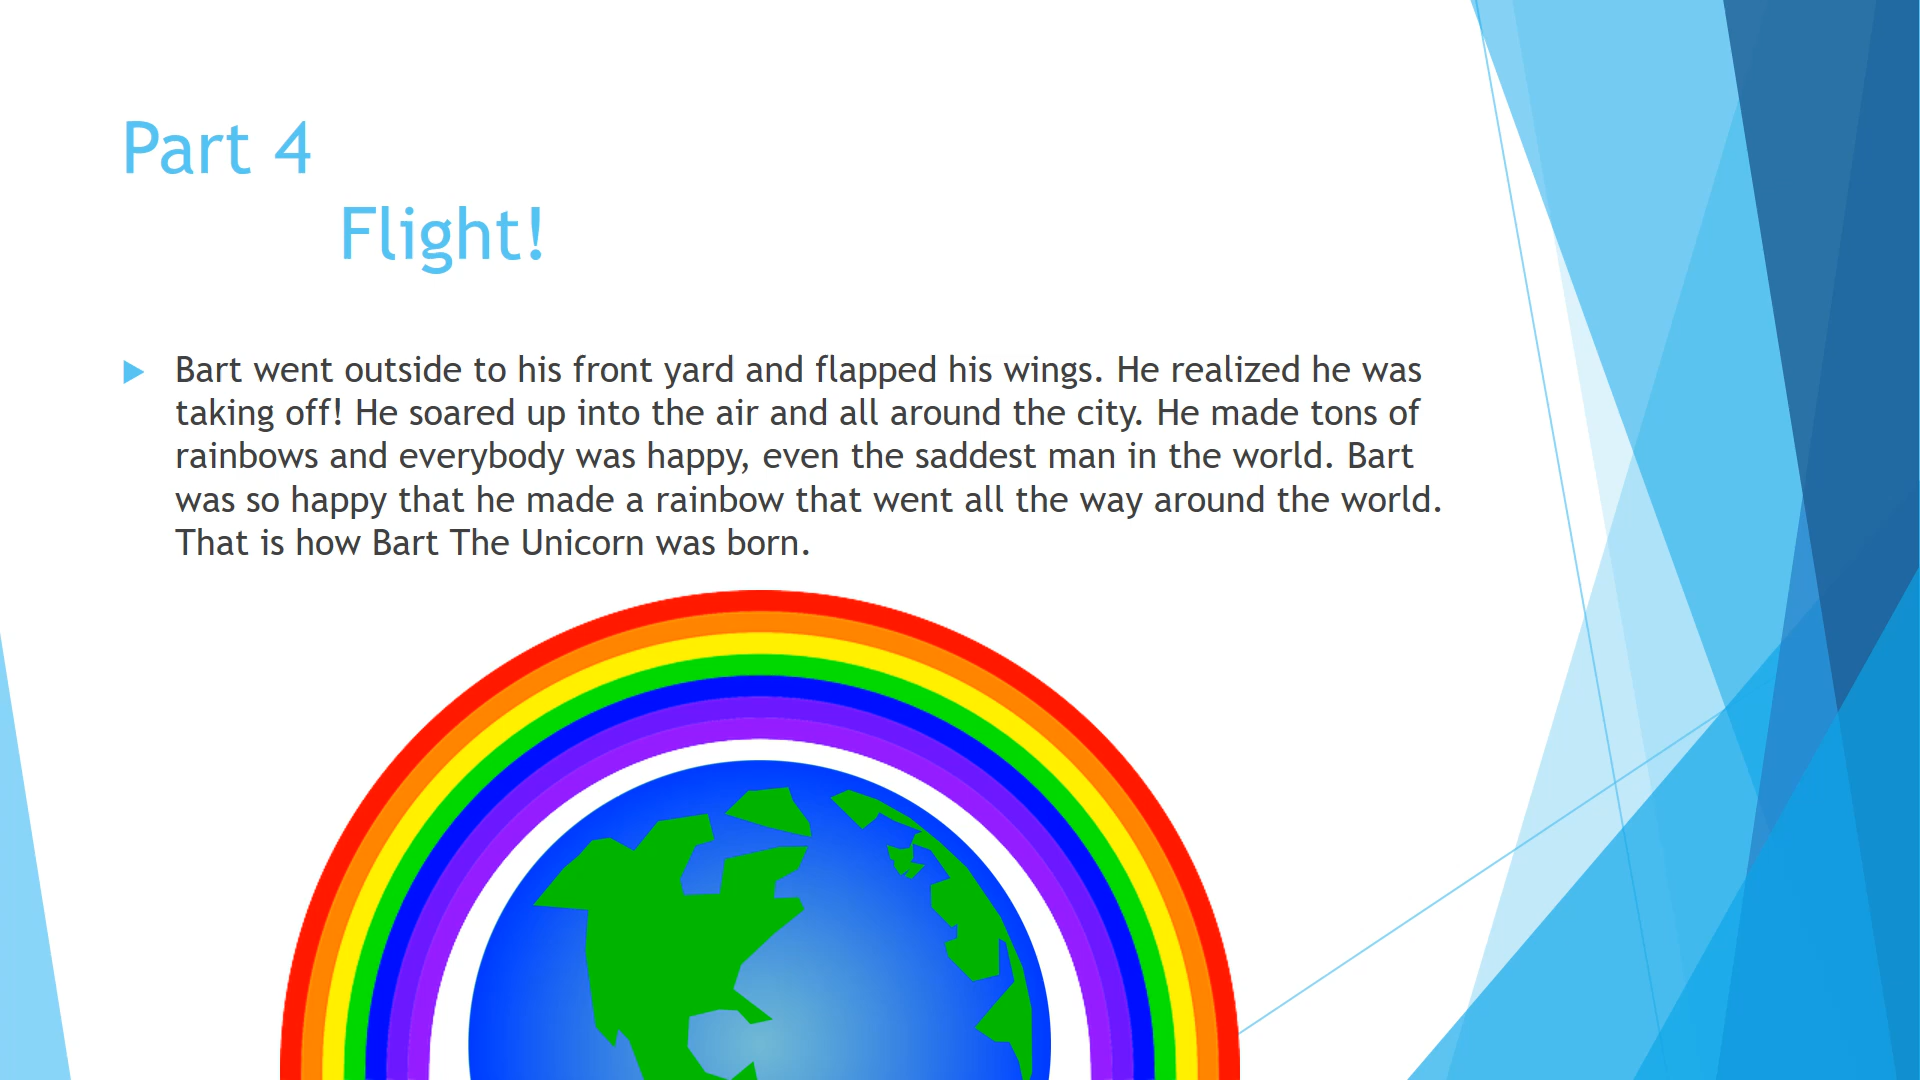 Part 4
Flight!
Bart went outside to his front yard and flapped his wings. He realized he was
taking off! He soared up into the air and all around the city. He made tons of
rainbows and everybody was happy, even the saddest man in the world. Bart
was so happy that he made a rainbow that went all the way around the world.
That is how Bart The Unicorn was born.